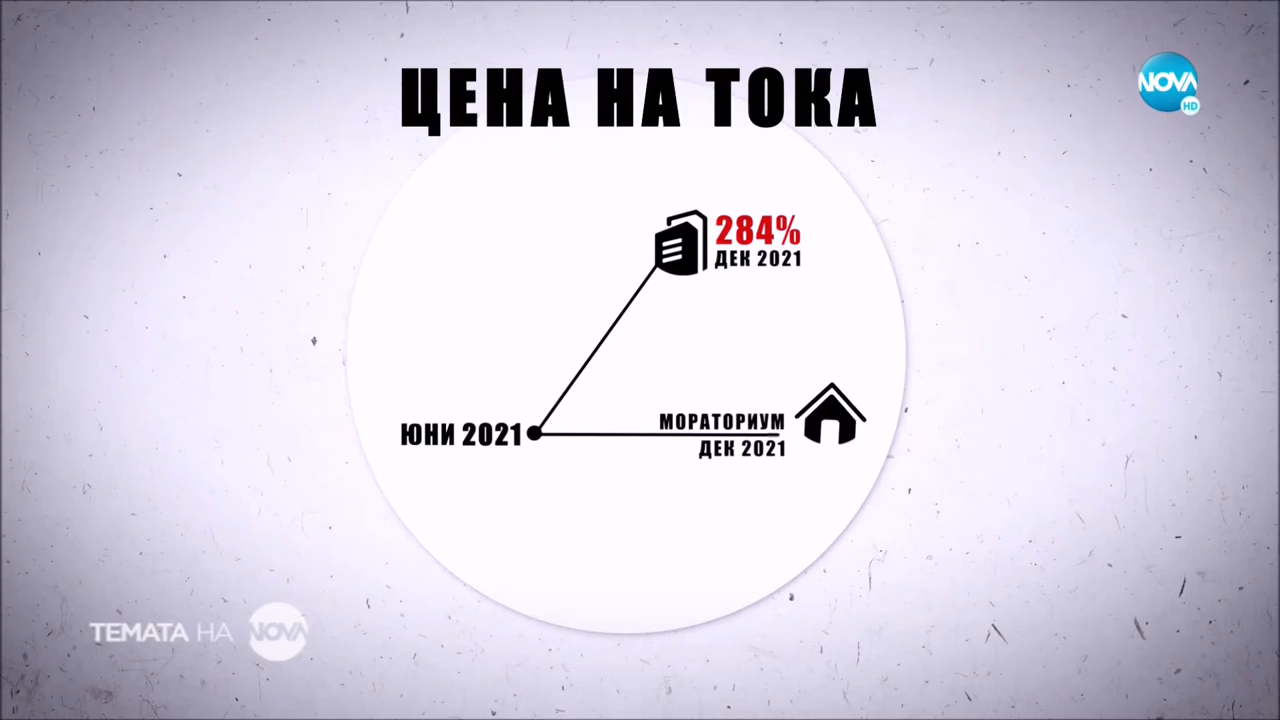 ЦЕНА НА ТОКА
NOVA
HD
284%
ДЕК 2021
ЮНИ 2021
МОРАТОРИУМ
ДЕК 2021
ТЕМАТА НА NOVA